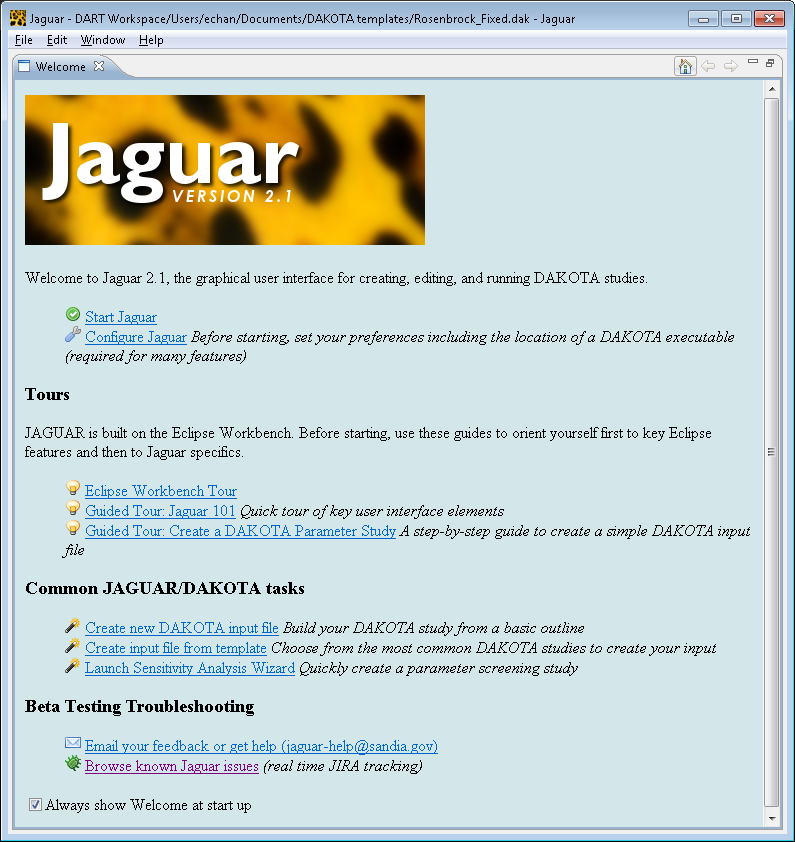 Jaguar - DART Workspace/Users/echan/Documents/DAKOTA templates/Rosenbrock_Fixed.dak - Jaguar
File Edit Window Help
Welcome
Jaguar
VERSION 2.1
Welcome to Jaguar 2.1, the graphical user interface for creating, editing, and running DAKOTA studies.
Start Jaguar
Configure Jaguar Before starting, set your preferences including the location of a DAKOTA executable
(required for many features)
Tours
JAGUAR is built on the Eclipse Workbench. Before starting, use these guides to orient yourself first to key Eclipse
features and then to Jaguar specifics.
Eclipse Workbench Tour
Guided Tour: Jaguar 101 Quick tour of key user interface elements
Guided Tour: Create a DAKOTA Parameter Study A step-by-step guide to create a simple DAKOTA input
file
Common JAGUAR/DAKOTA tasks
Create new DAKOTA input file Build your DAKOTA study from a basic outline
Create input file from template Choose from the most common DAKOTA studies to create your input
Launch Sensitivity Analysis Wizard Quickly create a parameter screening study
Beta Testing Troubleshooting
Email your feedback or get help (jaguar-help@sandia.gov)
Browse known Jaguar issues (real time JIRA tracking)
Always show Welcome at start up